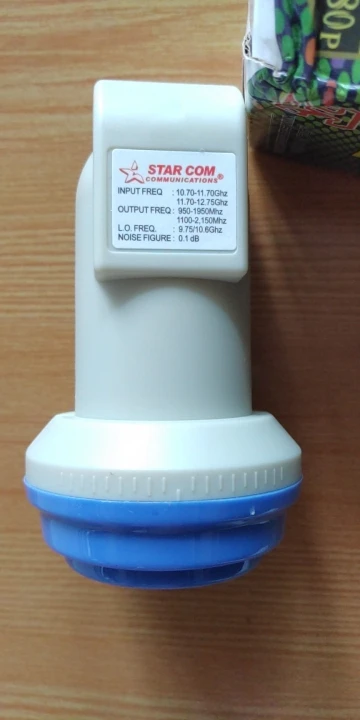 STAR COM
COMMUNICATIONS®
INPUT FREQ : 10.70-11.70Ghz
11.70-12.75Ghz
OUTPUT FREQ : 950-1950Mhz
1100-2,150Mhz
L.O. FREQ. : 9.75/10.6Ghz
NOISE FIGURE : 0.1 dB